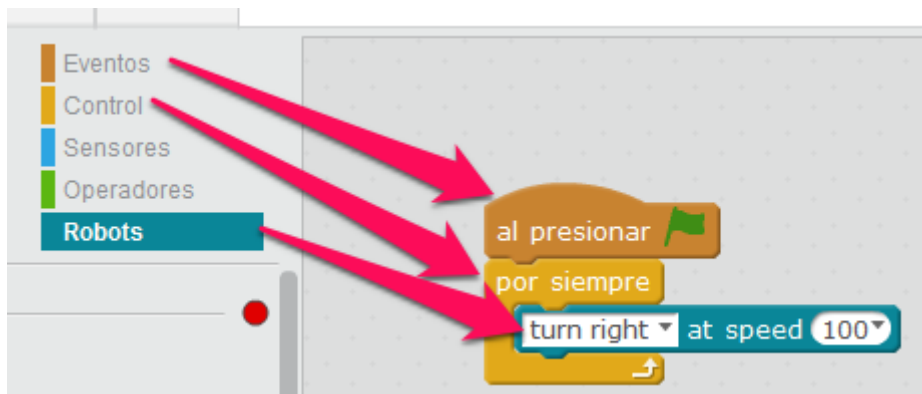 Eventos
Control
Sensores
Operadores
Robots
al presionar
por siempre
turn right at speed 100